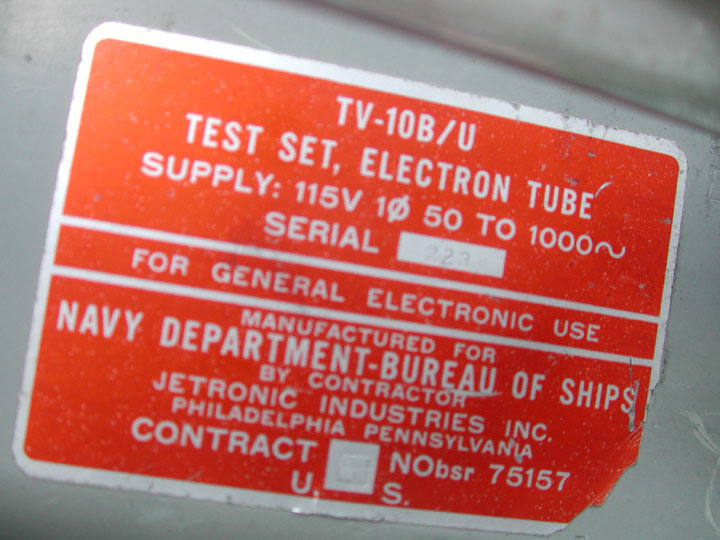 TV-10B/U
TEST SET, ELECTRON TUBE
SUPPLY: 115V 1ø 50 TO 1000~
SERIAL 223
FOR GENERAL ELECTRONIC USE
MANUFACTURED FOR
NAVY DEPARTMENT-BUREAU OF SHIPS
BY CONTRACTOR
JETRONIC INDUSTRIES INC.
PHILADELPHIA PENNSYLVANIA
CONTRACT NObsr 75157
U. S.